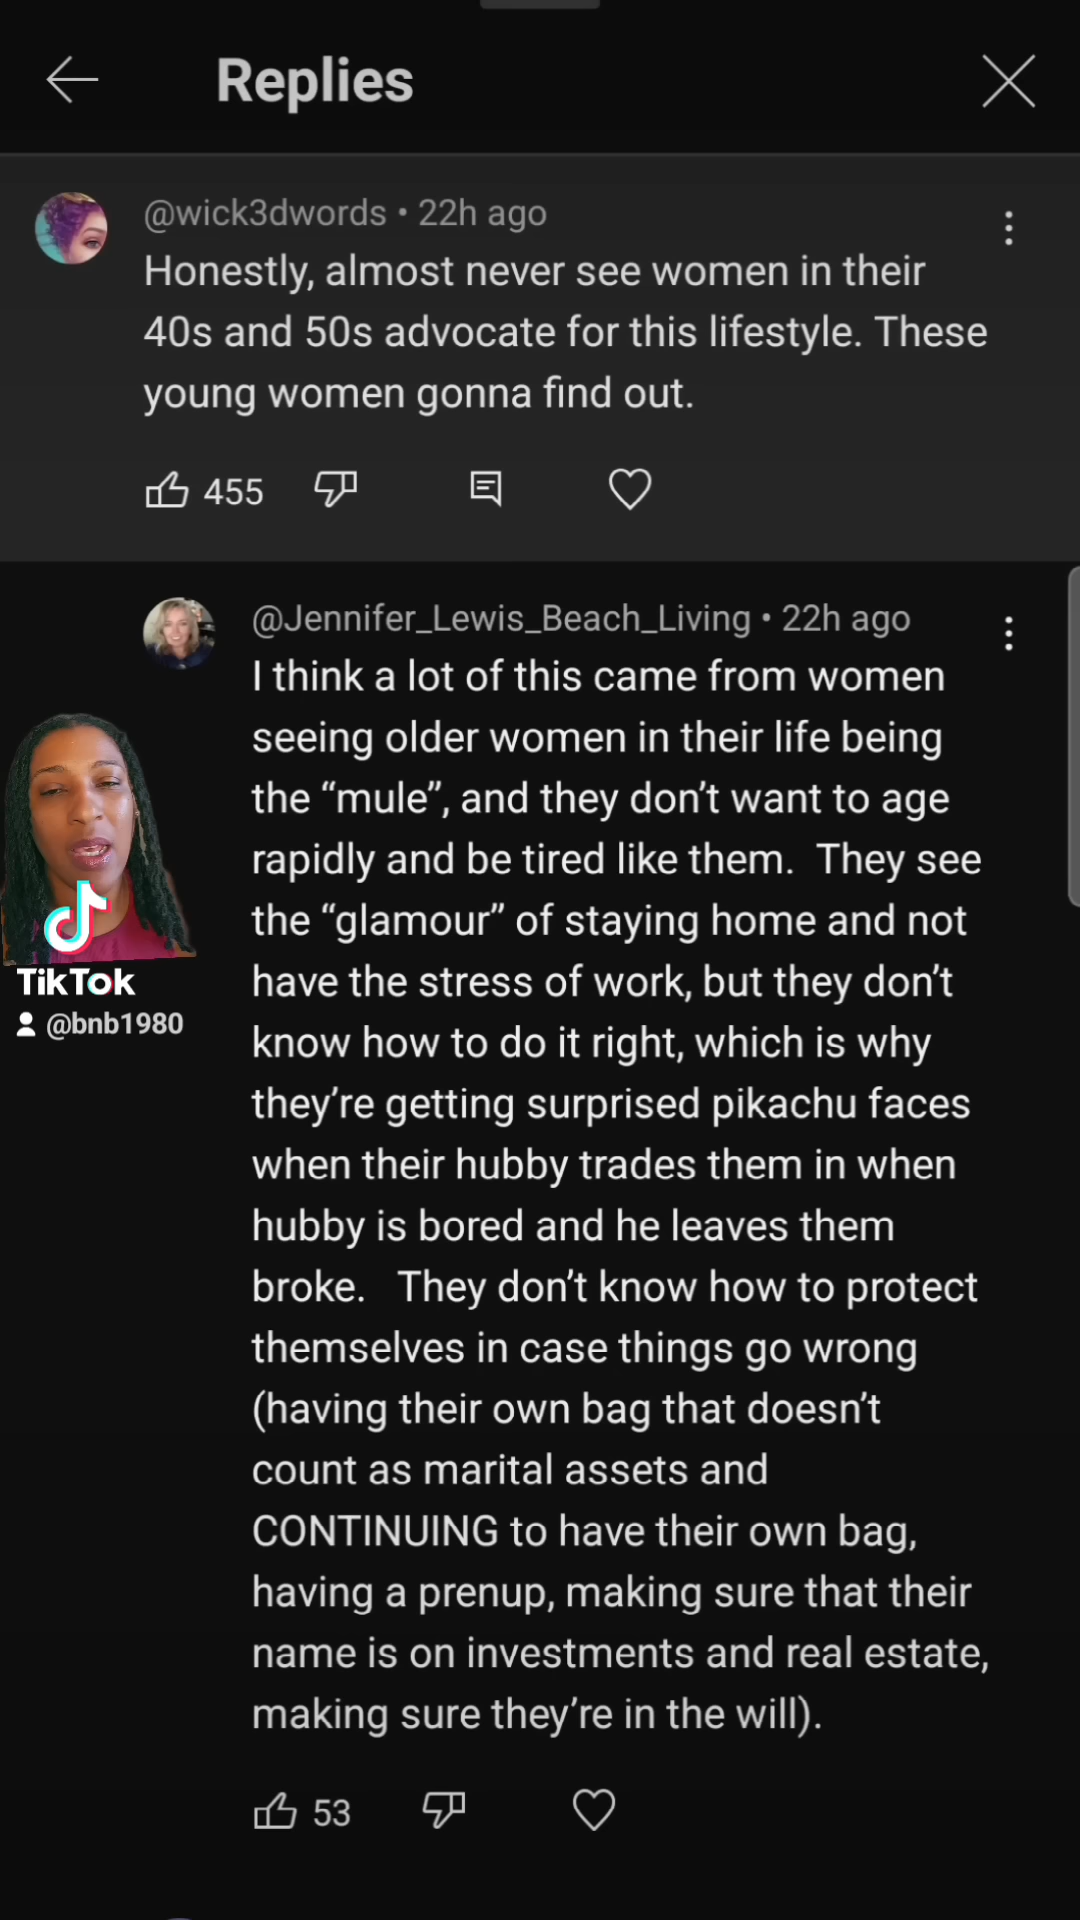 Replies
@wick3dwords • 22h ago
Honestly, almost never see women in their
40s and 50s advocate for this lifestyle. These
young women gonna find out.
455
@Jennifer_Lewis_Beach_Living • 22h ago
I think a lot of this came from women
seeing older women in their life being
the “mule”, and they don’t want to age
rapidly and be tired like them.  They see
the “glamour” of staying home and not
have the stress of work, but they don’t
know how to do it right, which is why
they’re getting surprised pikachu faces
when their hubby trades them in when
hubby is bored and he leaves them
broke.   They don’t know how to protect
themselves in case things go wrong
(having their own bag that doesn’t
count as marital assets and
CONTINUING to have their own bag,
having a prenup, making sure that their
name is on investments and real estate,
making sure they’re in the will).
53
TikTok
@bnb1980